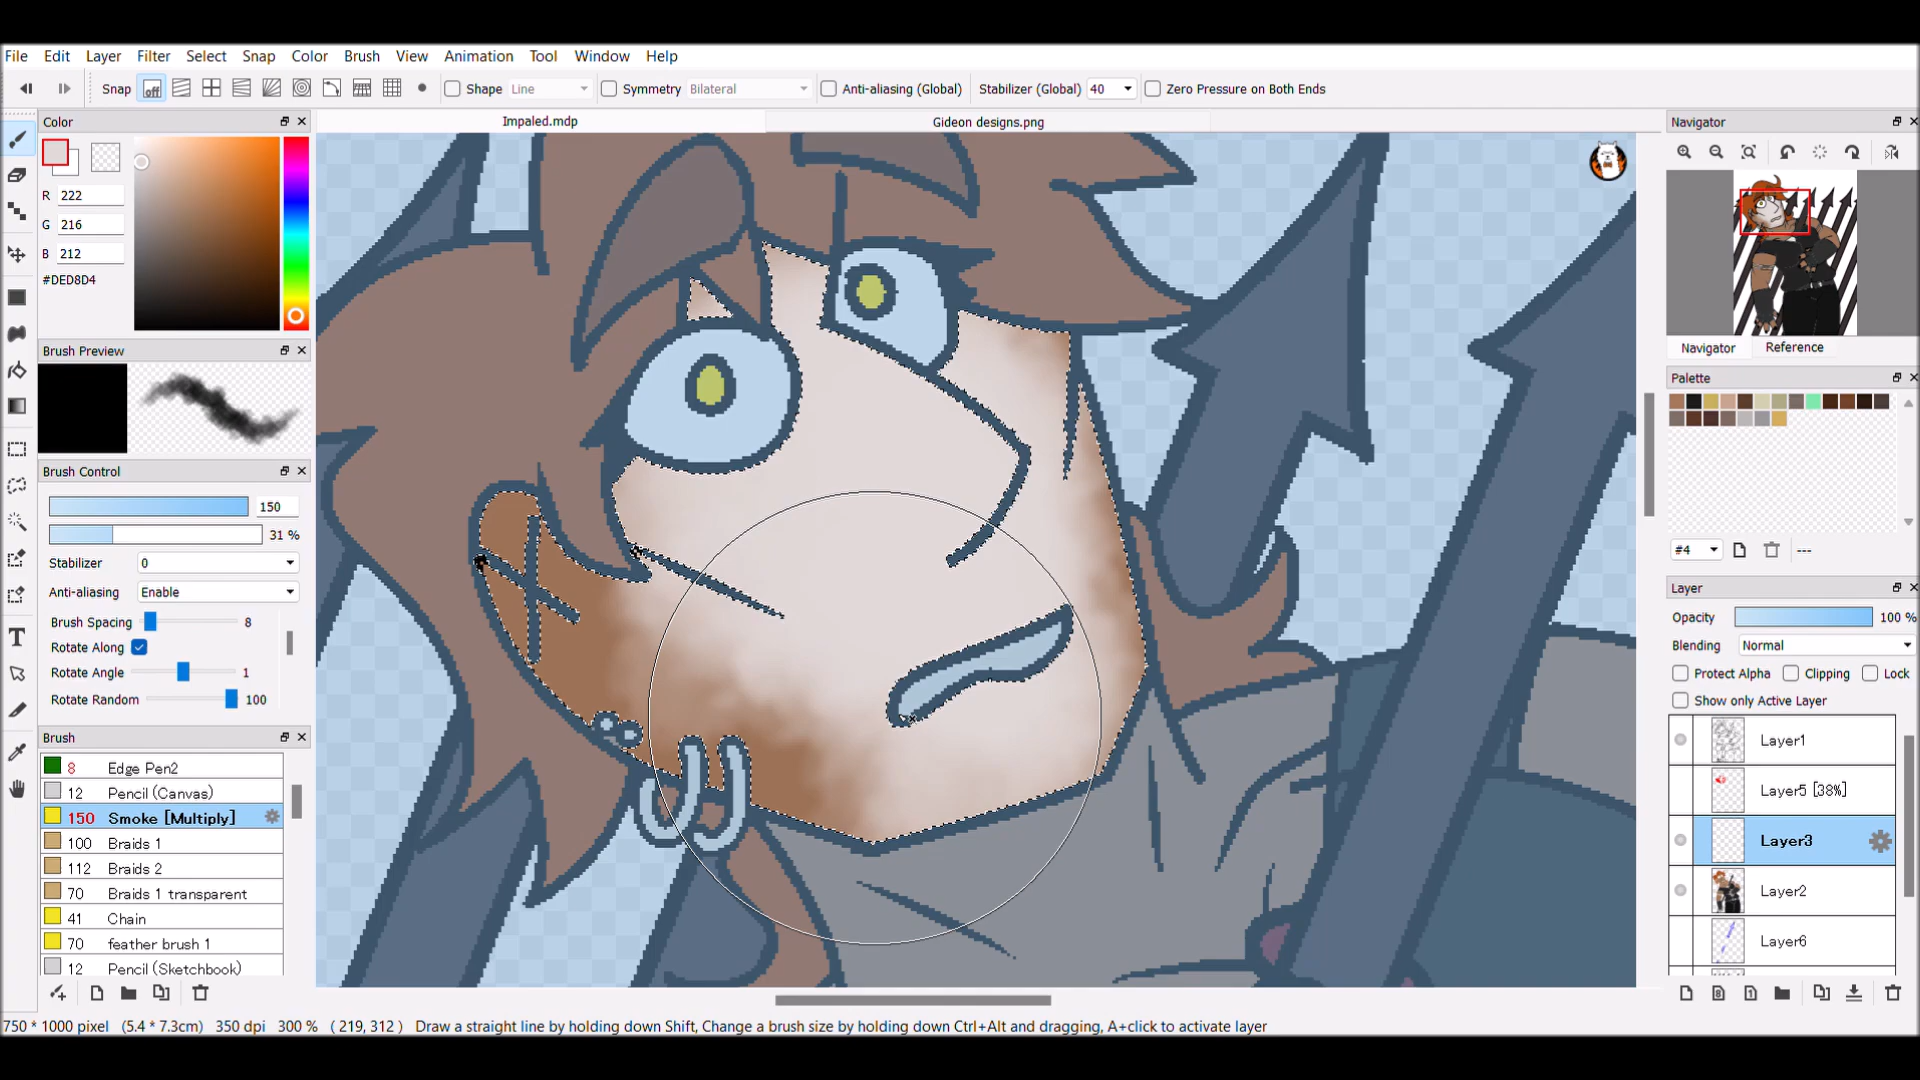 File Edit Layer Filter Select Snap Color Brush View Animation Tool Window Help
Snap off Shape Line Symmetry Bilateral Anti-aliasing (Global) Stabilizer (Global) 40 Zero Pressure on Both Ends
Color
R 222
G 216
B 212
#DED8D4
Brush Preview
Brush Control
150
31 %
Stabilizer 0
Anti-aliasing Enable
Brush Spacing 8
Rotate Along
Rotate Angle 1
Rotate Random 100
Brush
8 Edge Pen2
12 Pencil (Canvas)
150 Smoke [Multiply]
100 Braids 1
112 Braids 2
70 Braids 1 transparent
41 Chain
70 feather brush 1
12 Pencil (Sketchbook)
Impaled.mdp
Gideon designs.png
Navigator
Navigator Reference
Palette
#4 ---
Layer
Opacity 100 %
Blending Normal
Protect Alpha Clipping Lock
Show only Active Layer
Layer1
Layer5 [38%]
Layer3
Layer2
Layer6
750 * 1000 pixel (5.4 * 7.3cm) 350 dpi 300 % ( 219, 312 ) Draw a straight line by holding down Shift, Change a brush size by holding down Ctrl+Alt and dragging, A+click to activate layer